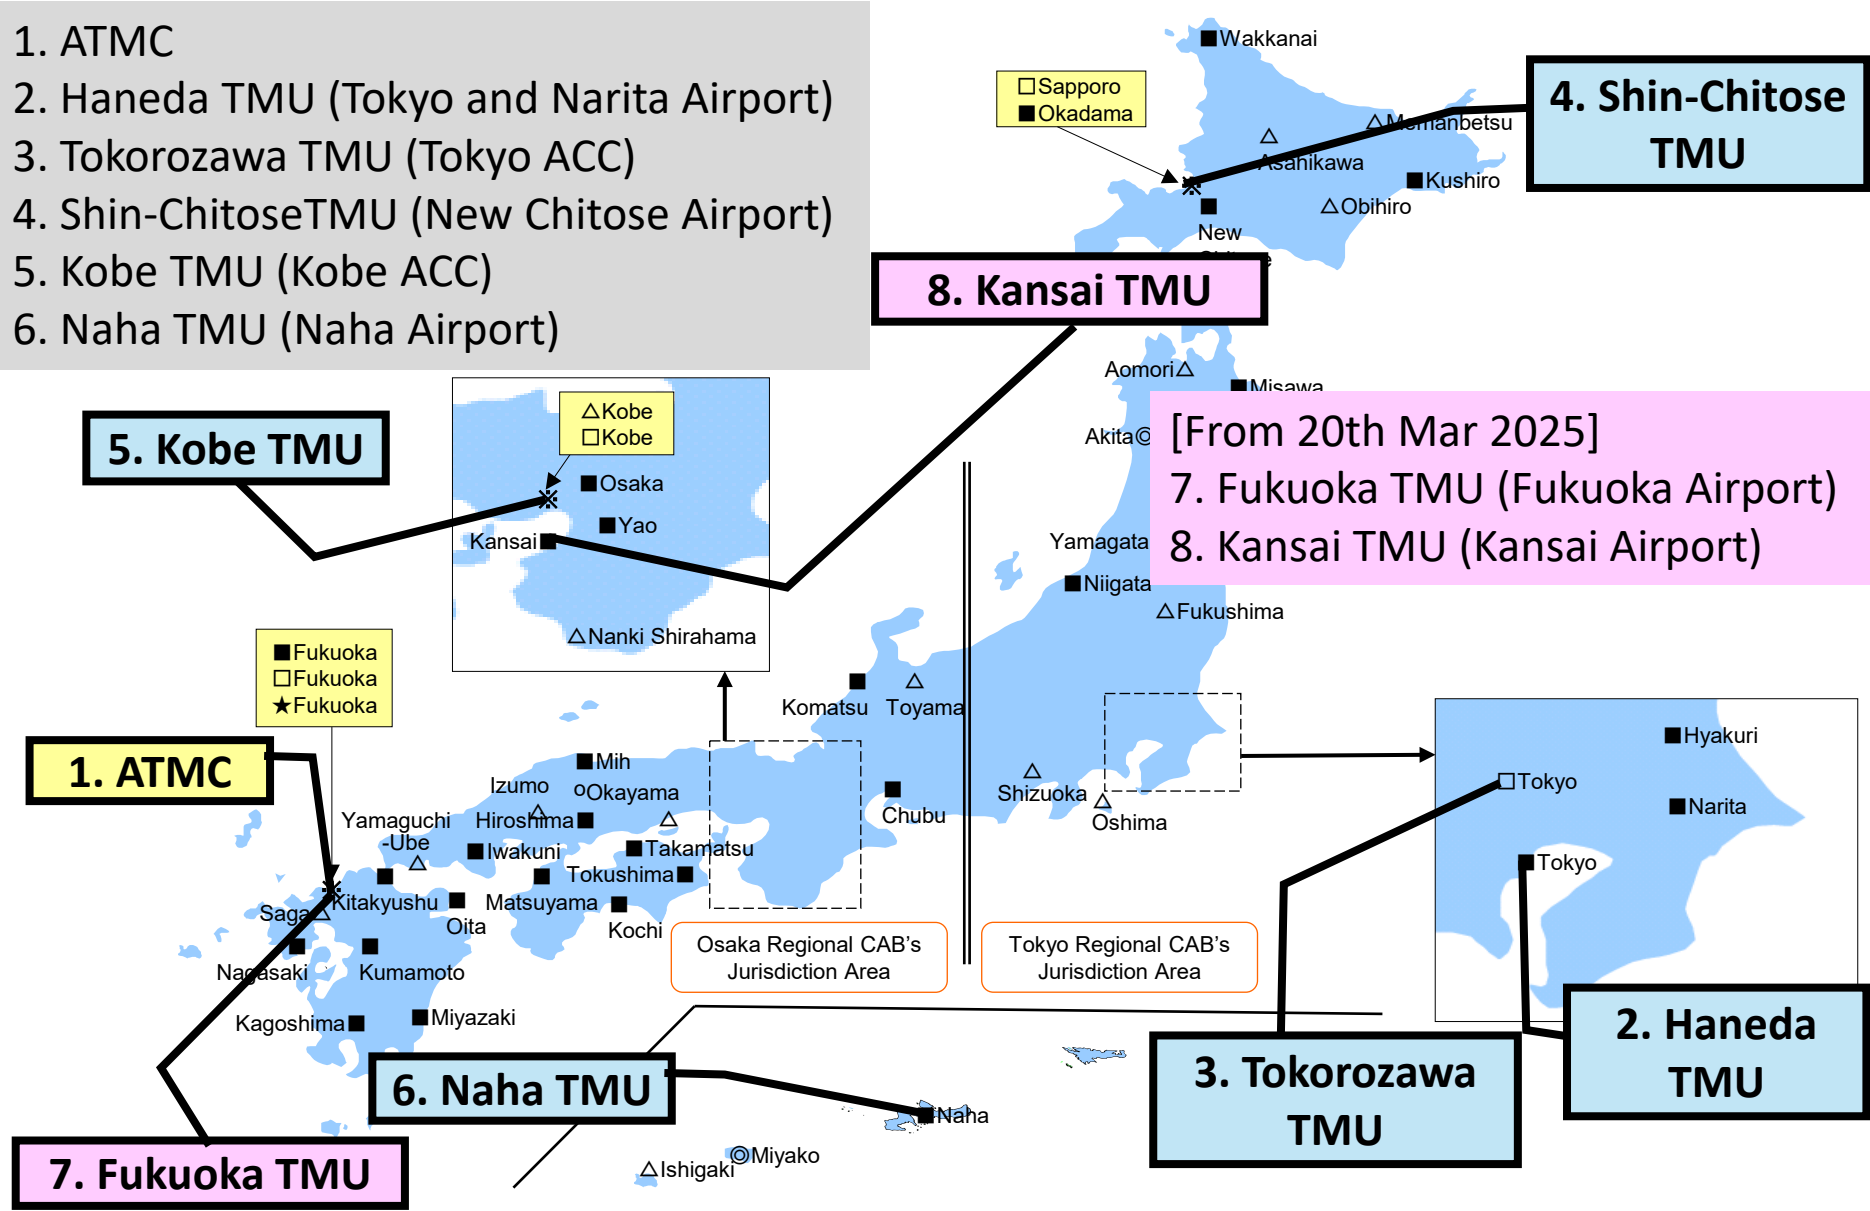 1. ATMC
2. Haneda TMU (Tokyo and Narita Airport)
3. Tokorozawa TMU (Tokyo ACC)
4. Shin-ChitoseTMU (New Chitose Airport)
5. Kobe TMU (Kobe ACC)
6. Naha TMU (Naha Airport)
Wakkanai
Sapporo
Okadama
4. Shin-Chitose
TMU
Memanbetsu
Asahikawa
Kushiro
Obihiro
New
8. Kansai TMU
Aomori
Misawa
Akita
[From 20th Mar 2025]
7. Fukuoka TMU (Fukuoka Airport)
8. Kansai TMU (Kansai Airport)
Yamagata
Niigata
Fukushima
5. Kobe TMU
Kobe
Kobe
Osaka
Yao
Kansai
Nanki Shirahama
Fukuoka
Fukuoka
Fukuoka
1. ATMC
Komatsu
Toyama
Mih
Izumo
Okayama
Yamaguchi
-Ube
Hiroshima
Iwakuni
Takamatsu
Tokushima
Chubu
Shizuoka
Oshima
Hyakuri
Tokyo
Narita
Tokyo
Kitakyushu
Saga
Oita
Matsuyama
Kochi
Nagasaki
Kumamoto
Kagoshima
Miyazaki
Osaka Regional CAB's
Jurisdiction Area
Tokyo Regional CAB's
Jurisdiction Area
2. Haneda
TMU
3. Tokorozawa
TMU
6. Naha TMU
Naha
Miyako
Ishigaki
7. Fukuoka TMU